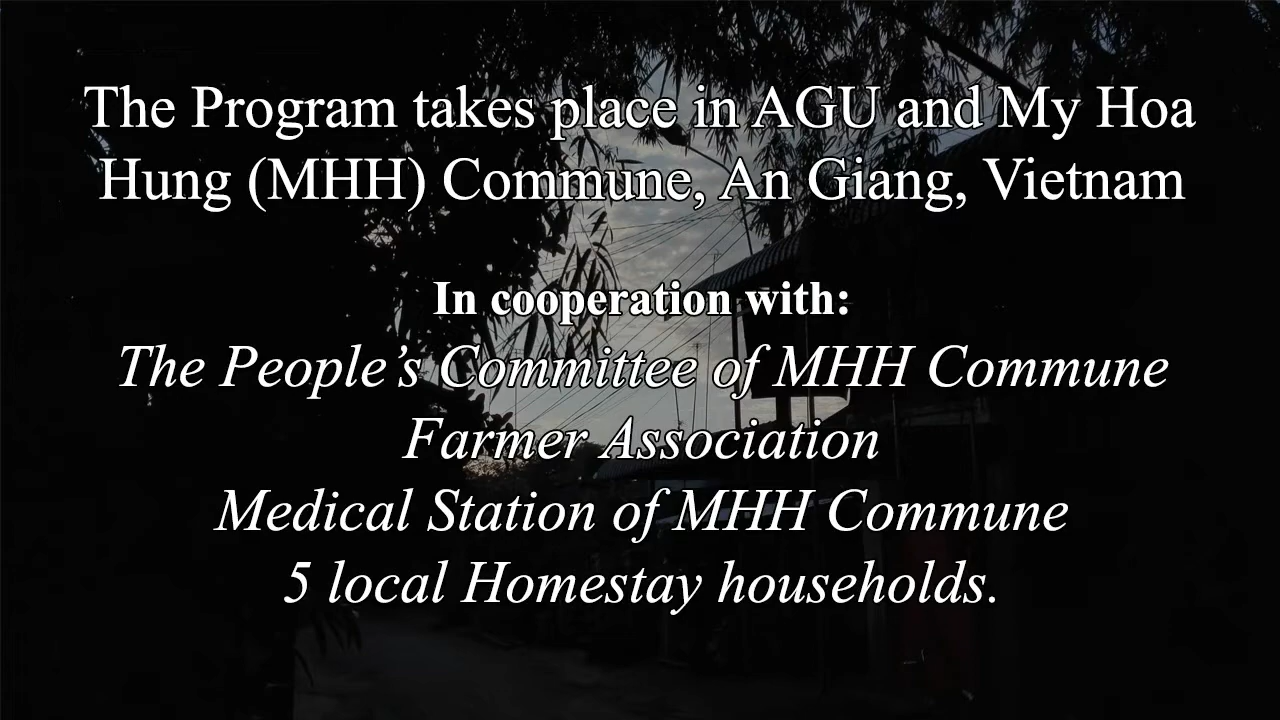 The Program takes place in AGU and My Hoa
Hung (MHH) Commune, An Giang, Vietnam
In cooperation with:
The People’s Committee of MHH Commune
Farmer Association
Medical Station of MHH Commune
5 local Homestay households.